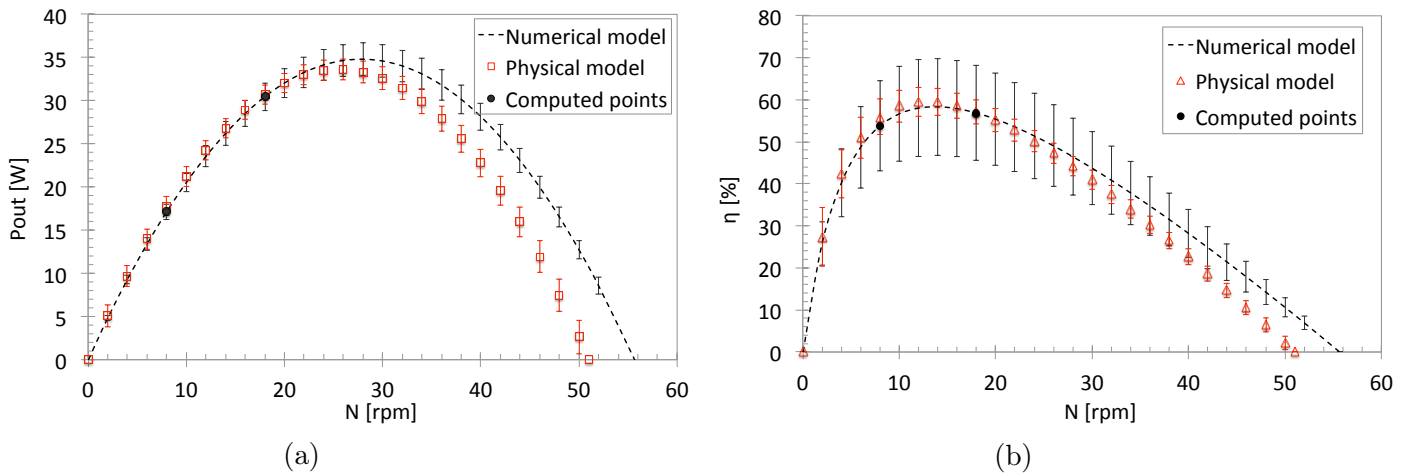 40
35
30
25
20
15
10
5
0
Pout [W]
Numerical model
Physical model
Computed points
0 10 20 30 40 50 60
N [rpm]
(a)
80
70
60
50
40
30
20
10
0
η [%]
Numerical model
Physical model
Computed points
0 10 20 30 40 50 60
N [rpm]
(b)